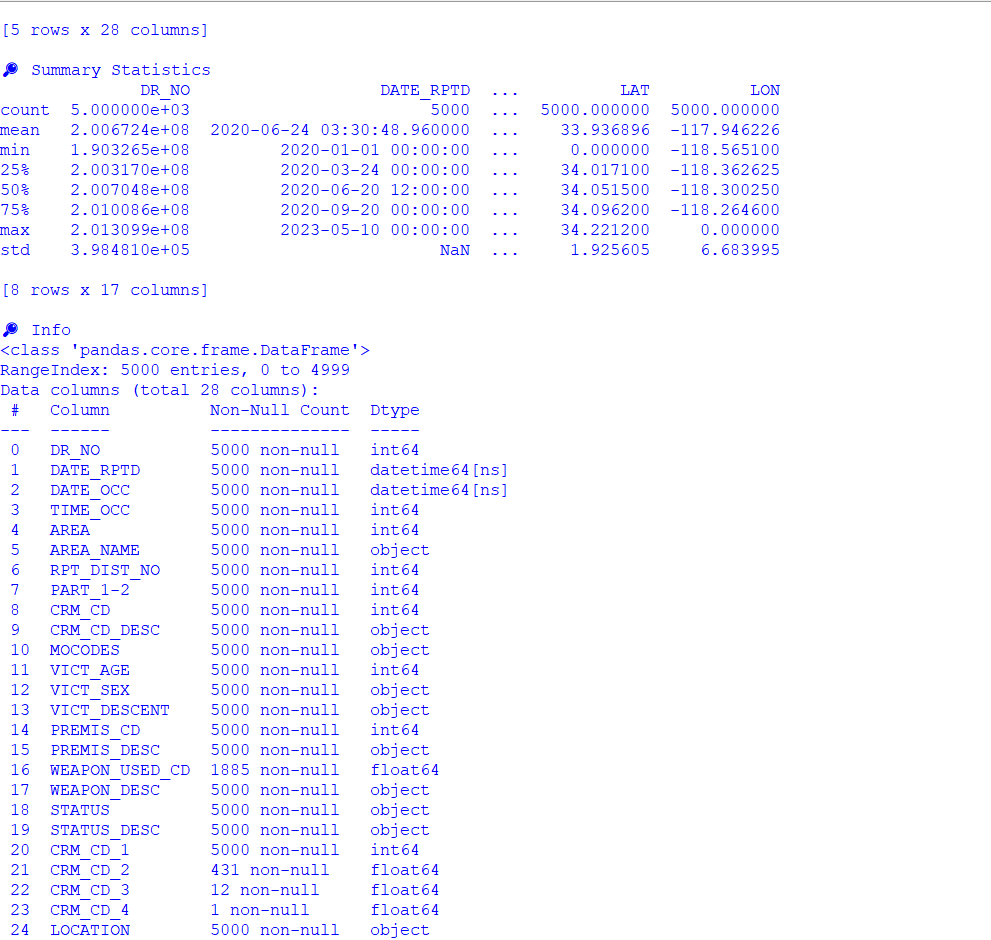 [5 rows x 28 columns]
🔎 Summary Statistics
              DR_NO                   DATE_RPTD  ...          LAT          LON
count  5.000000e+03                        5000  ...  5000.000000  5000.000000
mean   2.006724e+08  2020-06-24 03:30:48.960000  ...    33.936896  -117.946226
min    1.903265e+08         2020-01-01 00:00:00  ...     0.000000  -118.565100
25%    2.003170e+08         2020-03-24 00:00:00  ...    34.017100  -118.362625
50%    2.007048e+08         2020-06-20 12:00:00  ...    34.051500  -118.300250
75%    2.010086e+08         2020-09-20 00:00:00  ...    34.096200  -118.264600
max    2.013099e+08         2023-05-10 00:00:00  ...    34.221200     0.000000
std    3.984810e+05                         NaN  ...     1.925605     6.683995
[8 rows x 17 columns]
🔎 Info
<class 'pandas.core.frame.DataFrame'>
RangeIndex: 5000 entries, 0 to 4999
Data columns (total 28 columns):
 #   Column          Non-Null Count  Dtype
---  ------          --------------  -----
 0   DR_NO           5000 non-null   int64
 1   DATE_RPTD       5000 non-null   datetime64[ns]
 2   DATE_OCC        5000 non-null   datetime64[ns]
 3   TIME_OCC        5000 non-null   int64
 4   AREA            5000 non-null   int64
 5   AREA_NAME       5000 non-null   object
 6   RPT_DIST_NO     5000 non-null   int64
 7   PART_1-2        5000 non-null   int64
 8   CRM_CD          5000 non-null   int64
 9   CRM_CD_DESC     5000 non-null   object
 10  MOCODES         5000 non-null   object
 11  VICT_AGE        5000 non-null   int64
 12  VICT_SEX        5000 non-null   object
 13  VICT_DESCENT    5000 non-null   object
 14  PREMIS_CD       5000 non-null   int64
 15  PREMIS_DESC     5000 non-null   object
 16  WEAPON_USED_CD  1885 non-null   float64
 17  WEAPON_DESC     5000 non-null   object
 18  STATUS          5000 non-null   object
 19  STATUS_DESC     5000 non-null   object
 20  CRM_CD_1        5000 non-null   int64
 21  CRM_CD_2        431 non-null    float64
 22  CRM_CD_3        12 non-null     float64
 23  CRM_CD_4        1 non-null      float64
 24  LOCATION        5000 non-null   object